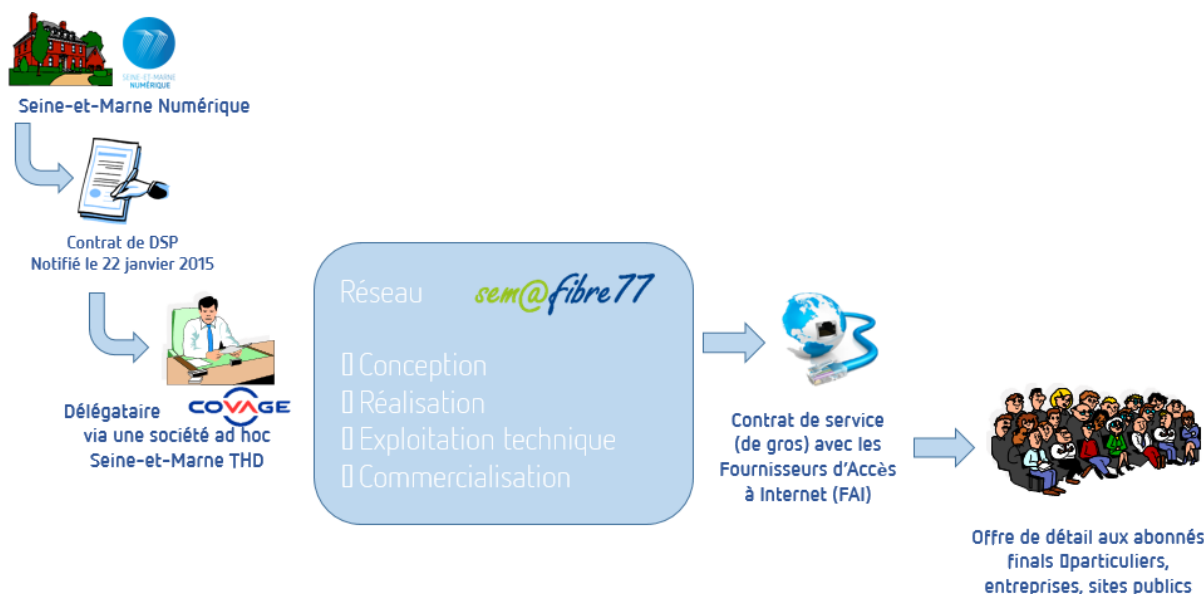 77
SEINE-ET-MARNE
NUMÉRIQUE
Seine-et-Marne Numérique
Contrat de DSP
Notifié le 22 janvier 2015
COVAGE
Délégataire
via une société ad hoc
Seine-et-Marne THD
Réseau sem@fibre77
▯ Conception
▯ Réalisation
▯ Exploitation technique
▯ Commercialisation
Contrat de service
(de gros) avec les
Fournisseurs d'Accès
à Internet (FAI)
Offre de détail aux abonnés
finals ▯particuliers,
entreprises, sites publics